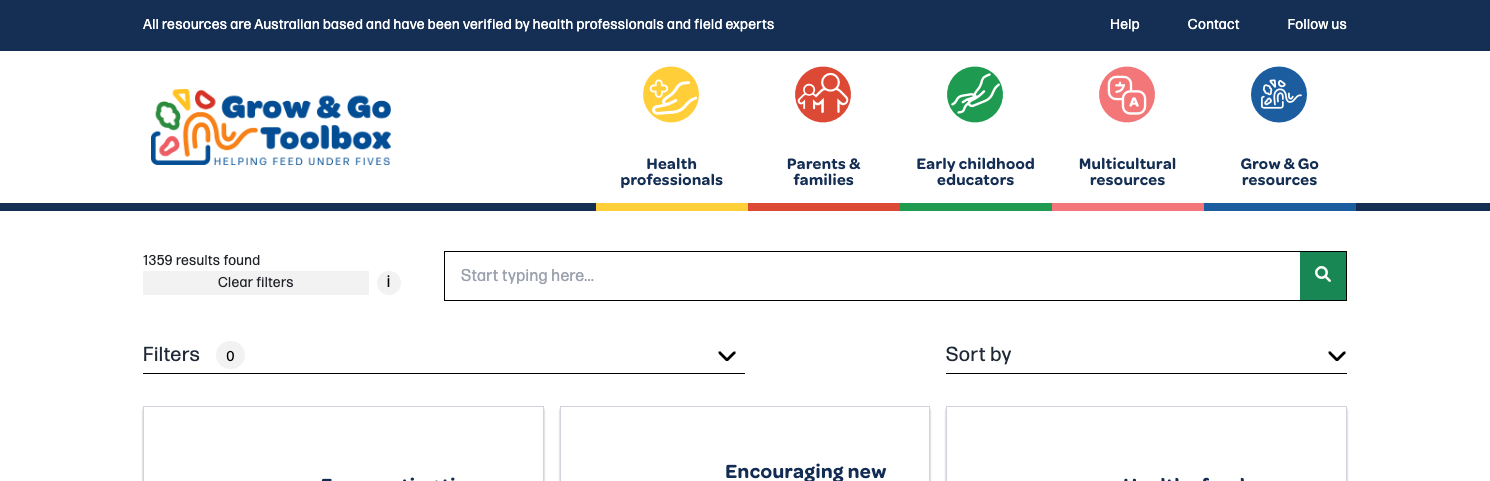 All resources are Australian based and have been verified by health professionals and field experts
Help
Contact
Follow us
Grow & Go
Toolbox
HELPING FEED UNDER FIVES
Health
professionals
Parents &
families
Early childhood
educators
A
Multicultural
resources
Grow & Go
resources
1359 results found
Clear filters
i
Start typing here...
Filters
0
Sort by
Encouraging new